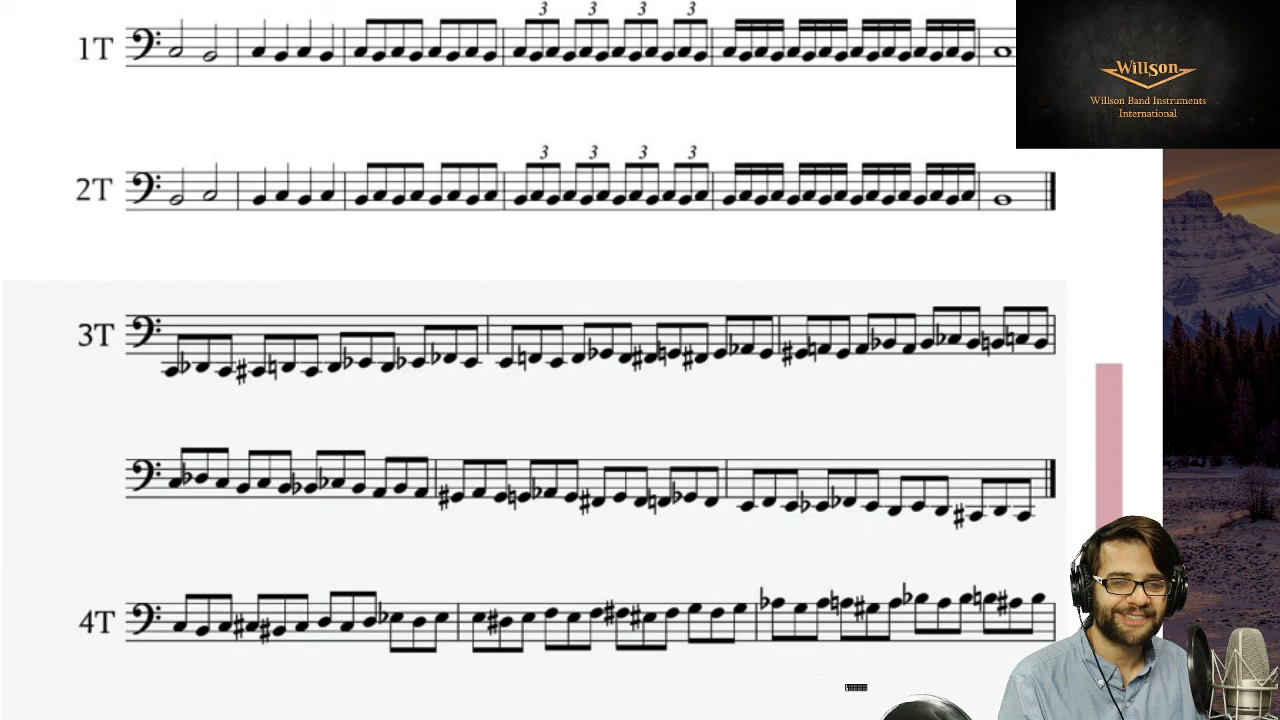 1T
3 3 3 3
Willson
Willson Band Instruments
International
2T
3 3 3 3
3T
4T